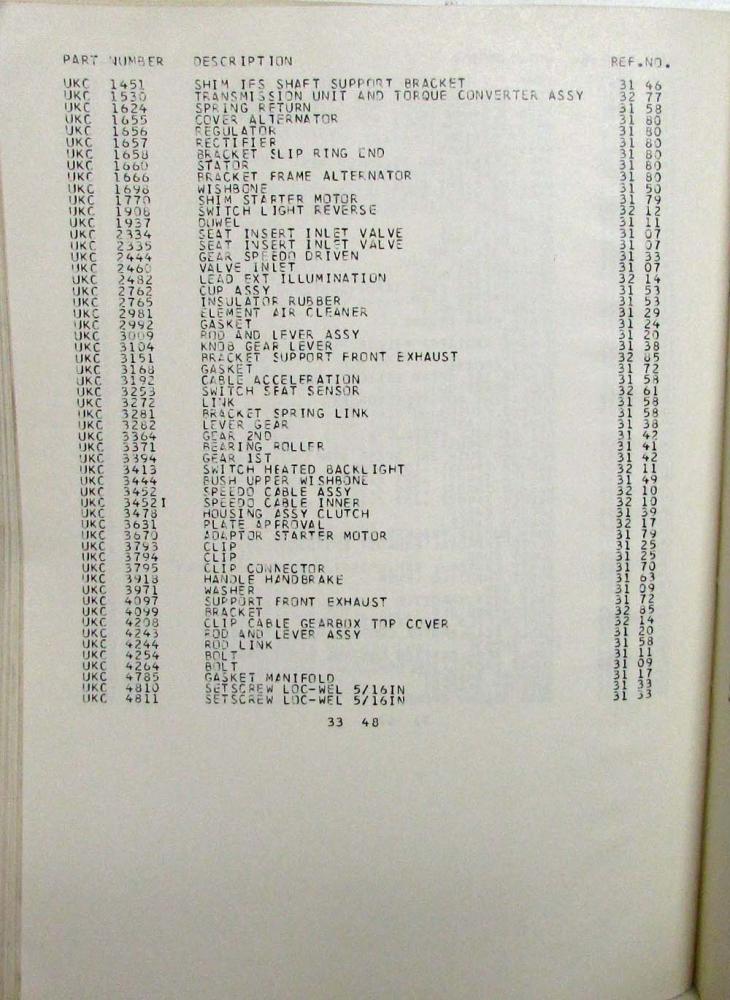 PART NUMBER DESCRIPTION REF.NO.
UKC 1451 SHIM IFS SHAFT SUPPORT BRACKET 31 46
UKC 1530 TRANSMISSION UNIT AND TORQUE CONVERTER ASSY 32 77
UKC 1624 SPRING RETURN 31 58
UKC 1655 COVER ALTERNATOR 31 80
UKC 1656 REGULATOR 31 80
UKC 1657 RECTIFIER 31 80
UKC 1658 BRACKET SLIP RING END 31 80
UKC 1660 STATOR 31 80
UKC 1666 BRACKET FRAME ALTERNATOR 31 80
UKC 1698 WISHBONE 31 50
UKC 1770 SHIM STARTER MOTOR 31 79
UKC 1908 SWITCH LIGHT REVERSE 32 12
UKC 1937 DOWEL 31 11
UKC 2334 SEAT INSERT INLET VALVE 31 07
UKC 2335 SEAT INSERT INLET VALVE 31 07
UKC 2444 GEAR SPEEDO DRIVEN 31 33
UKC 2460 VALVE INLET 31 07
UKC 2482 LEAD EXT ILLUMINATION 32 14
UKC 2762 CUP ASSY 31 53
UKC 2765 INSULATOR RUBBER 31 53
UKC 2981 ELEMENT AIR CLEANER 31 29
UKC 2992 GASKET 31 24
UKC 3009 ROD AND LEVER ASSY 31 20
UKC 3104 KNOB GEAR LEVER 31 38
UKC 3151 BRACKET SUPPORT FRONT EXHAUST 32 85
UKC 3168 GASKET 31 72
UKC 3192 CABLE ACCELERATION 31 58
UKC 3253 SWITCH SEAT SENSOR 32 61
UKC 3272 LINK 31 58
UKC 3281 BRACKET SPRING LINK 31 58
UKC 3282 LEVER GEAR 31 38
UKC 3364 GEAR 2ND 31 42
UKC 3371 BEARING ROLLER 31 41
UKC 3394 GEAR 1ST 31 42
UKC 3413 SWITCH HEATED BACKLIGHT 32 11
UKC 3444 BUSH UPPER WISHBONE 31 49
UKC 3452 SPEEDO CABLE ASSY 32 10
UKC 3452I SPEEDO CABLE INNER 32 10
UKC 3478 HOUSING ASSY CLUTCH 31 39
UKC 3631 PLATE APPROVAL 32 17
UKC 3670 ADAPTOR STARTER MOTOR 31 79
UKC 3793 CLIP 31 25
UKC 3794 CLIP 31 25
UKC 3795 CLIP CONNECTOR 31 70
UKC 3918 HANDLE HANDBRAKE 31 63
UKC 3971 WASHER 31 09
UKC 4097 SUPPORT FRONT EXHAUST 31 72
UKC 4099 BRACKET 32 85
UKC 4208 CLIP CABLE GEARBOX TOP COVER 32 14
UKC 4243 ROD AND LEVER ASSY 31 20
UKC 4244 ROD LINK 31 58
UKC 4254 BOLT 31 11
UKC 4264 BOLT 31 09
UKC 4785 GASKET MANIFOLD 31 17
UKC 4810 SETSCREW LOC-WEL 5/16IN 31 33
UKC 4811 SETSCREW LOC-WEL 5/16IN 31 33
33 48